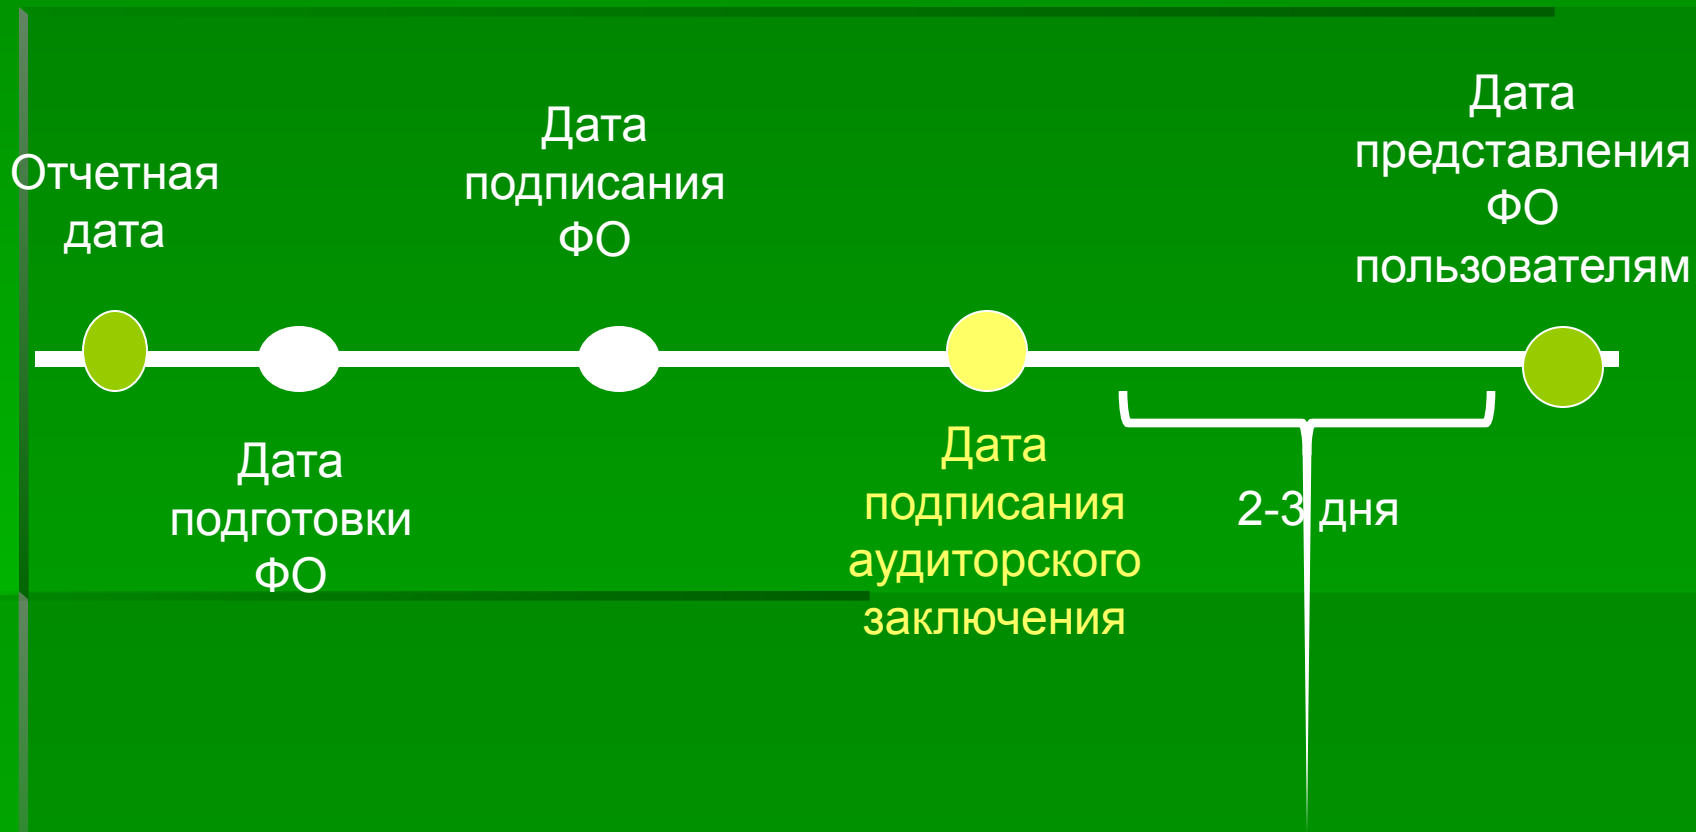 Отчетная
дата
Дата
подготовки
ФО
Дата
подписания
ФО
Дата
подписания
аудиторского
заключения
2-3 дня
Дата
представления
ФО
пользователям